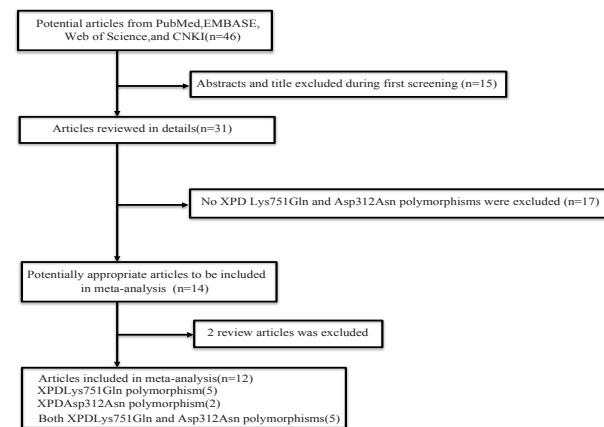 Potential articles from PubMed,EMBASE,
Web of Science,and CNKI(n=46)
Abstracts and title excluded during first screening (n=15)
Articles reviewed in details(n=31)
No XPD Lys751Gln and Asp312Asn polymorphisms were excluded (n=17)
Potentially appropriate articles to be included
in meta-analysis (n=14)
2 review articles was excluded
Articles included in meta-analysis(n=12)
XPDLys751Gln polymorphism(5)
XPDAsp312Asn polymorphism(2)
Both XPDLys751Gln and Asp312Asn polymorphisms(5)